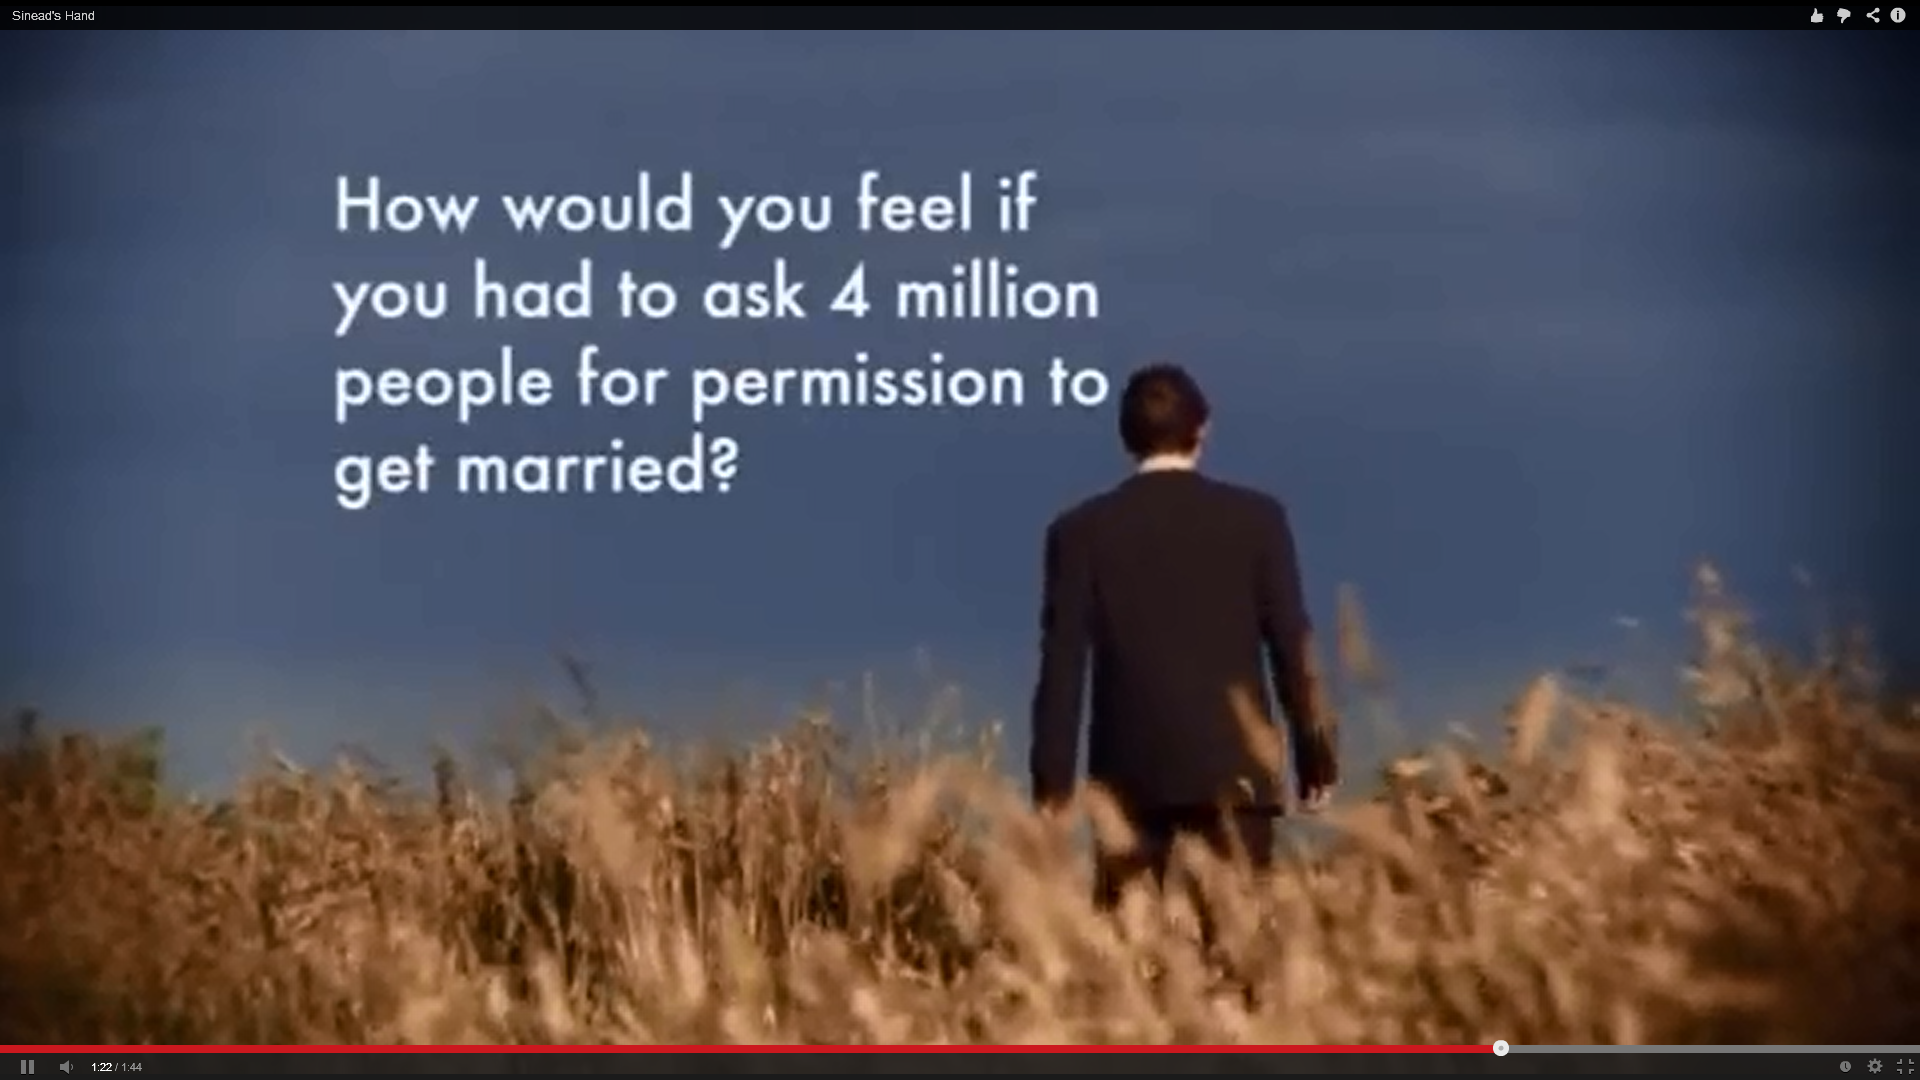 Sinead's Hand
How would you feel if
you had to ask 4 million
people for permission to
get married?
1:22 / 1:44